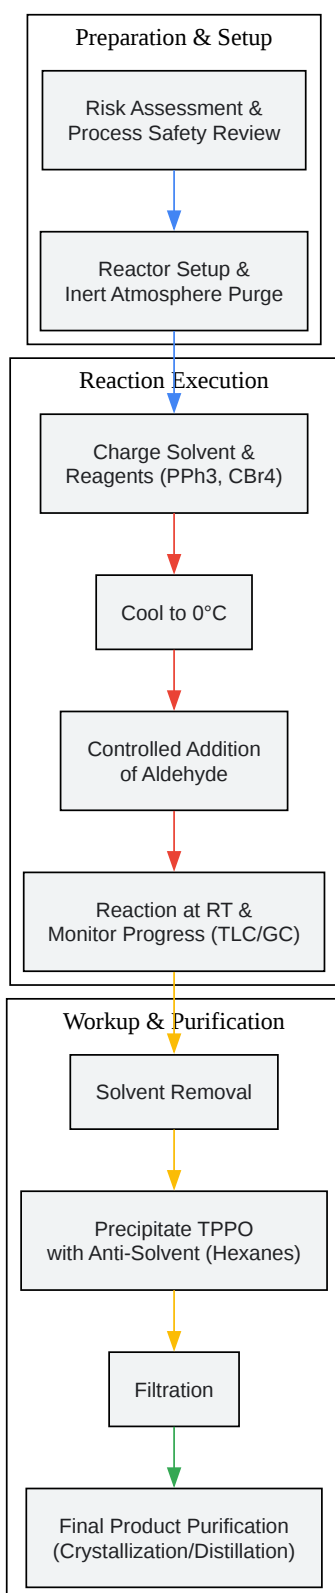 Preparation & Setup
Risk Assessment &
Process Safety Review
Reactor Setup &
Inert Atmosphere Purge
Reaction Execution
Charge Solvent &
Reagents (PPh3, CBr4)
Cool to 0°C
Controlled Addition
of Aldehyde
Reaction at RT &
Monitor Progress (TLC/GC)
Workup & Purification
Solvent Removal
Precipitate TPPO
with Anti-Solvent (Hexanes)
Filtration
Final Product Purification
(Crystallization/Distillation)